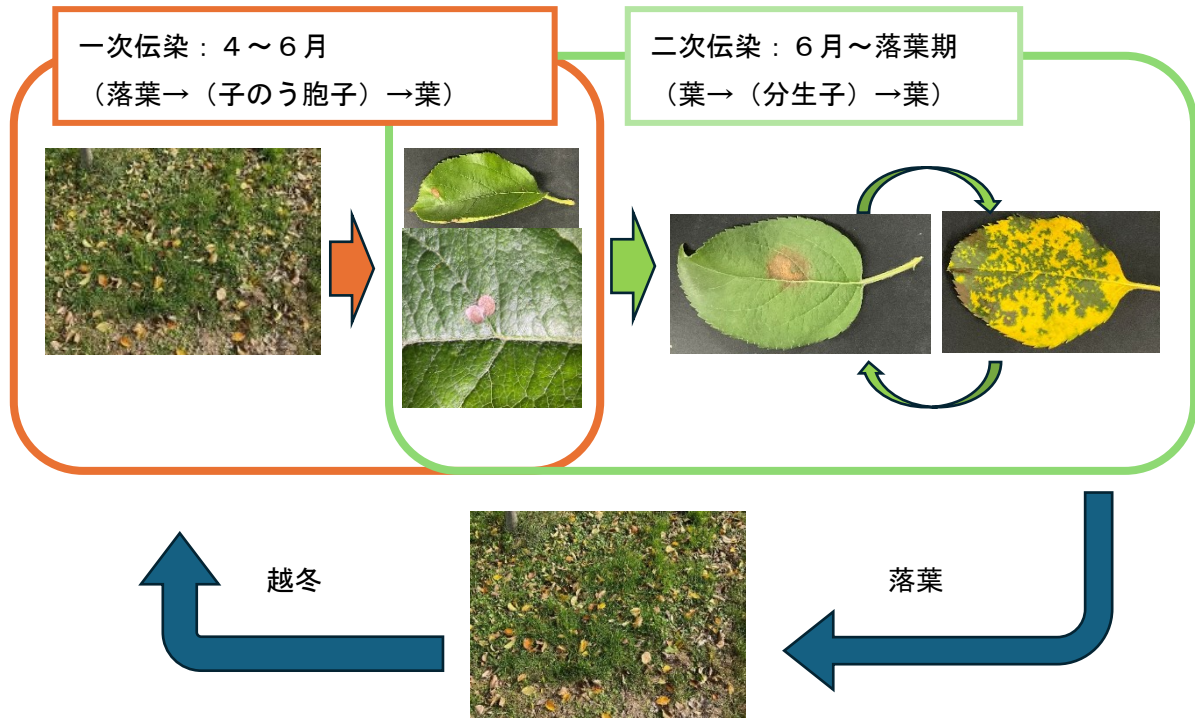 一次伝染：４～６月
（落葉→（子のう胞子）→葉）
二次伝染：６月～落葉期
（葉→（分生子）→葉）
越冬
落葉